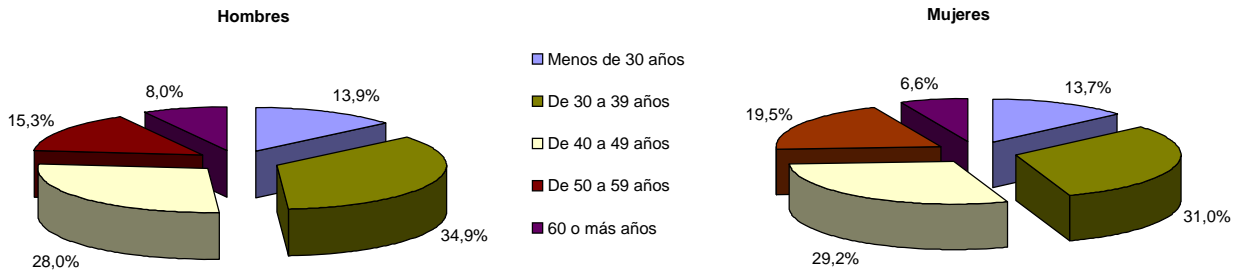 Hombres
8,0%
13,9%
15,3%
28,0%
34,9%
Menos de 30 años
De 30 a 39 años
De 40 a 49 años
De 50 a 59 años
60 o más años
Mujeres
6,6%
13,7%
19,5%
31,0%
29,2%